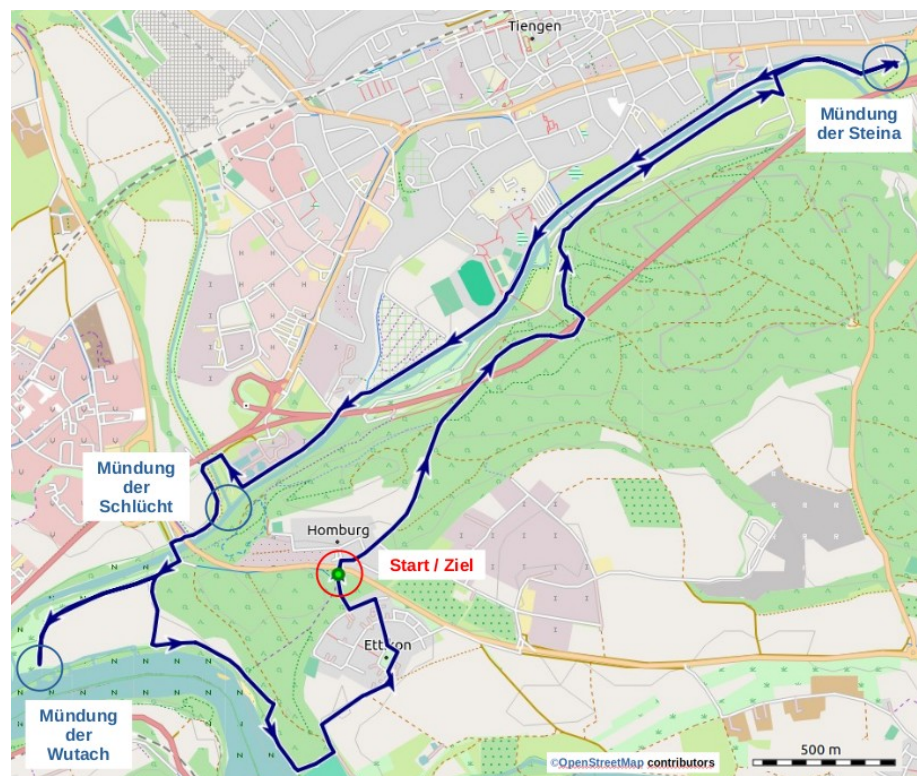 Tiengen
Mündung
der Steina
Mündung
der
Schlücht
Homburg
Start / Ziel
Ettikon
Mündung
der
Wutach
500 m
©OpenStreetMap contributors